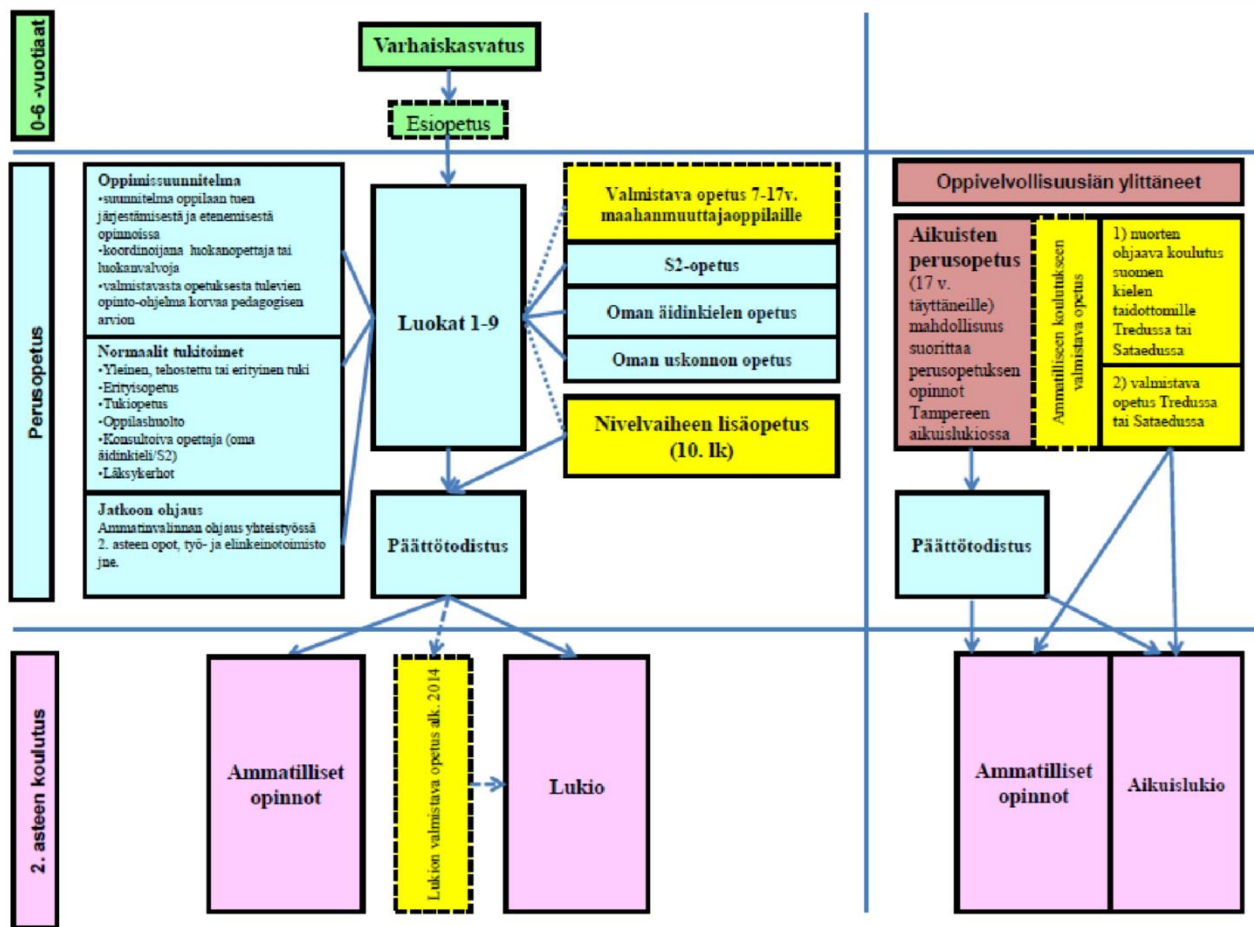 0-6 -vuotiaat
Varhaiskasvatus
Esiopetus
Perusopetus
Oppimissuunnitelma
•suunnitelma oppilaan tuen
järjestämisestä ja etenemisestä
opinnoissa
•koordinoijana luokanopettaja tai
luokanvalvoja
•valmistavasta opetuksesta tulevien
opinto-ohjelma korvaa pedagogisen
arvion
Normaalit tukitoimet
•Yleinen, tehostettu tai erityinen tuki
•Erityisopetus
•Tukiopetus
•Oppilashuolto
•Konsultoiva opettaja (oma
äidinkieli/S2)
•Läksykerhot
Jatkoon ohjaus
Ammatinvalinnan ohjaus yhteistyössä
2. asteen opot, työ- ja elinkeinotoimisto
jne.
Luokat 1-9
Valmistava opetus 7-17v.
maahanmuuttajaoppilaille
S2-opetus
Oman äidinkielen opetus
Oman uskonnon opetus
Nivelvaiheen lisäopetus
(10. lk)
Päättötodistus
Oppivelvollisuusiän ylittäneet
Aikuisten
perusopetus
(17 v.
täyttäneille)
mahdollisuus
suorittaa
perusopetuksen
opinnot
Tampereen
aikuislukiossa
Ammatilliseen koulutukseen
valmistava opetus
1) nuorten
ohjaava koulutus
suomen
kielen
taidottomille
Tredussa tai
Sataedussa
2) valmistava
opetus Tredussa
tai Sataedussa
Päättötodistus
2. asteen koulutus
Ammatilliset
opinnot
Lukion valmistava opetus alk. 2014
Lukio
Ammatilliset
opinnot
Aikuislukio